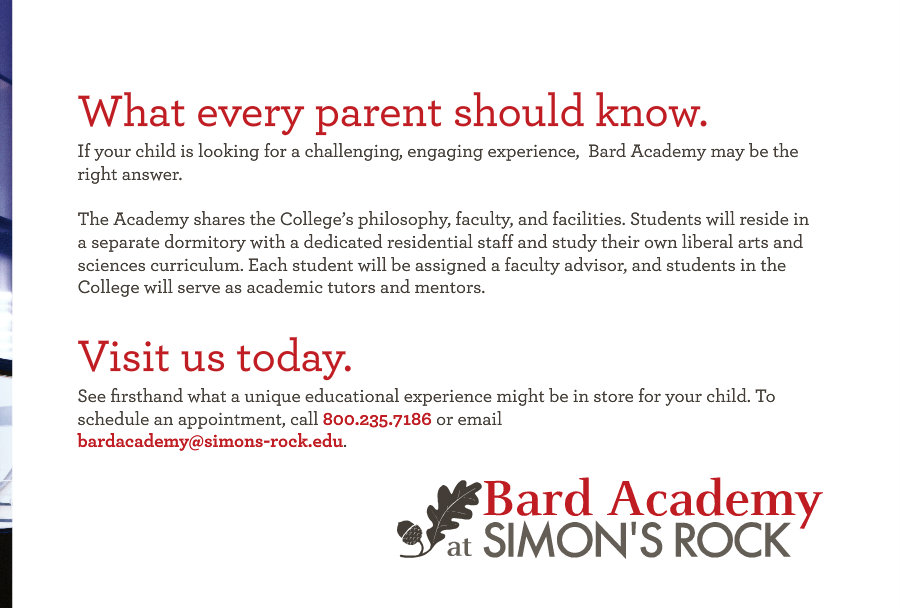 What every parent should know.
If your child is looking for a challenging, engaging experience,  Bard Academy may be the
right answer.
The Academy shares the College’s philosophy, faculty, and facilities. Students will reside in
a separate dormitory with a dedicated residential staff and study their own liberal arts and
sciences curriculum. Each student will be assigned a faculty advisor, and students in the
College will serve as academic tutors and mentors.
Visit us today.
See firsthand what a unique educational experience might be in store for your child. To
schedule an appointment, call 800.235.7186 or email
bardacademy@simons-rock.edu.
Bard Academy
at SIMON'S ROCK